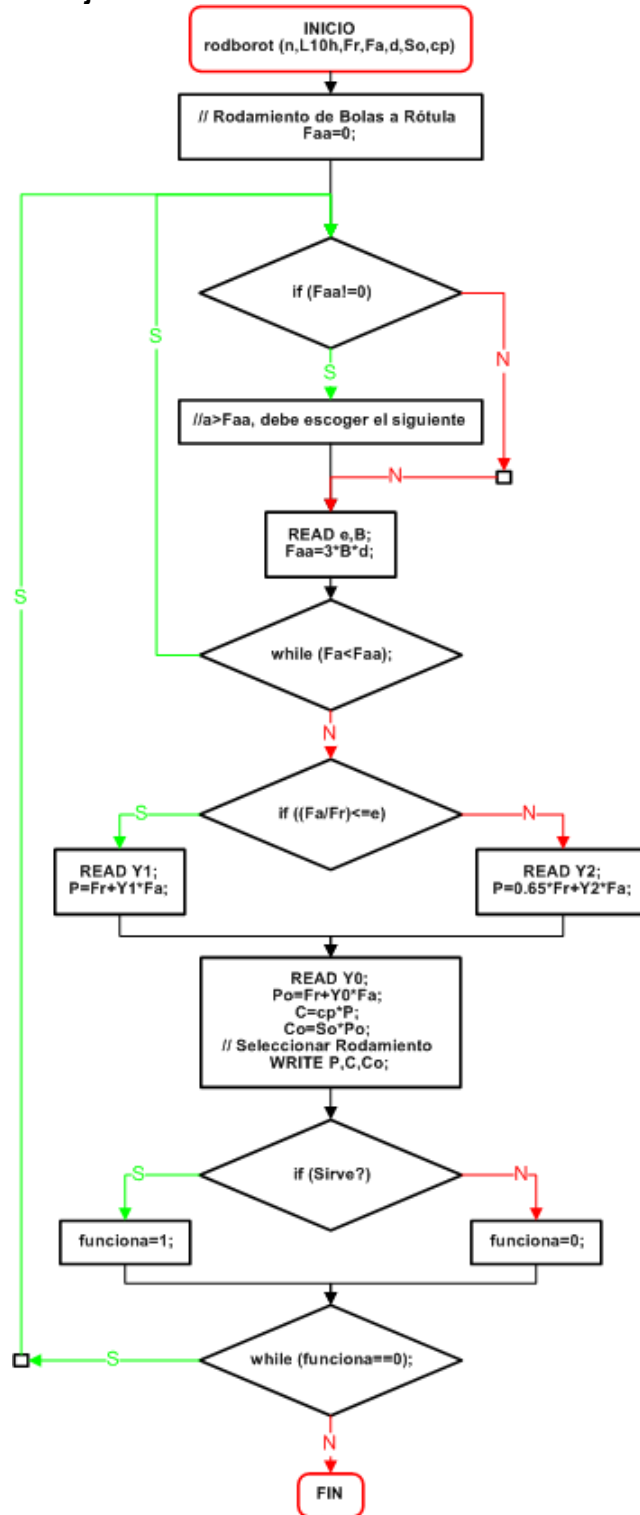 INICIO
rodborot (n,L10h,Fr,Fa,d,So,cp)
// Rodamiento de Bolas a Rótula
Faa=0;
if (Faa!=0)
S
N
S
//a>Faa, debe escoger el siguiente
N
READ e,B;
Faa=3*B*d;
S
while (Fa<Faa);
N
if ((Fa/Fr)<=e)
S
N
READ Y1;
P=Fr+Y1*Fa;
READ Y2;
P=0.65*Fr+Y2*Fa;
READ Y0;
Po=Fr+Y0*Fa;
C=cp*P;
Co=So*Po;
// Seleccionar Rodamiento
WRITE P,C,Co;
if (Sirve?)
S
N
funciona=1;
funciona=0;
while (funciona==0);
S
N
FIN